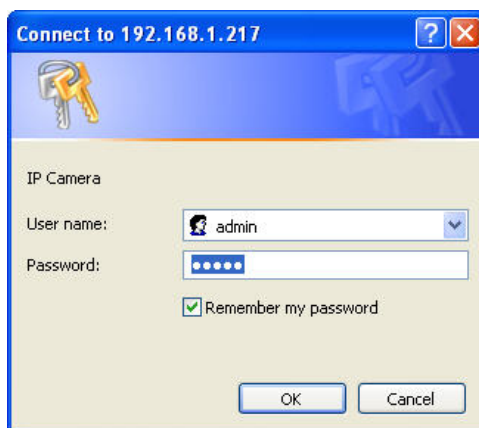 Connect to 192.168.1.217
IP Camera
User name: admin
Password: •••••
Remember my password
OK Cancel